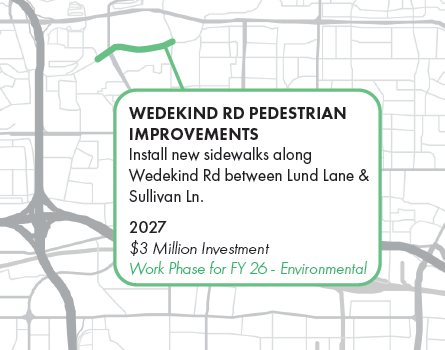 WEDEKIND RD PEDESTRIAN
IMPROVEMENTS
Install new sidewalks along
Wedekind Rd between Lund Lane &
Sullivan Ln.
2027
$3 Million Investment
Work Phase for FY 26 - Environmental